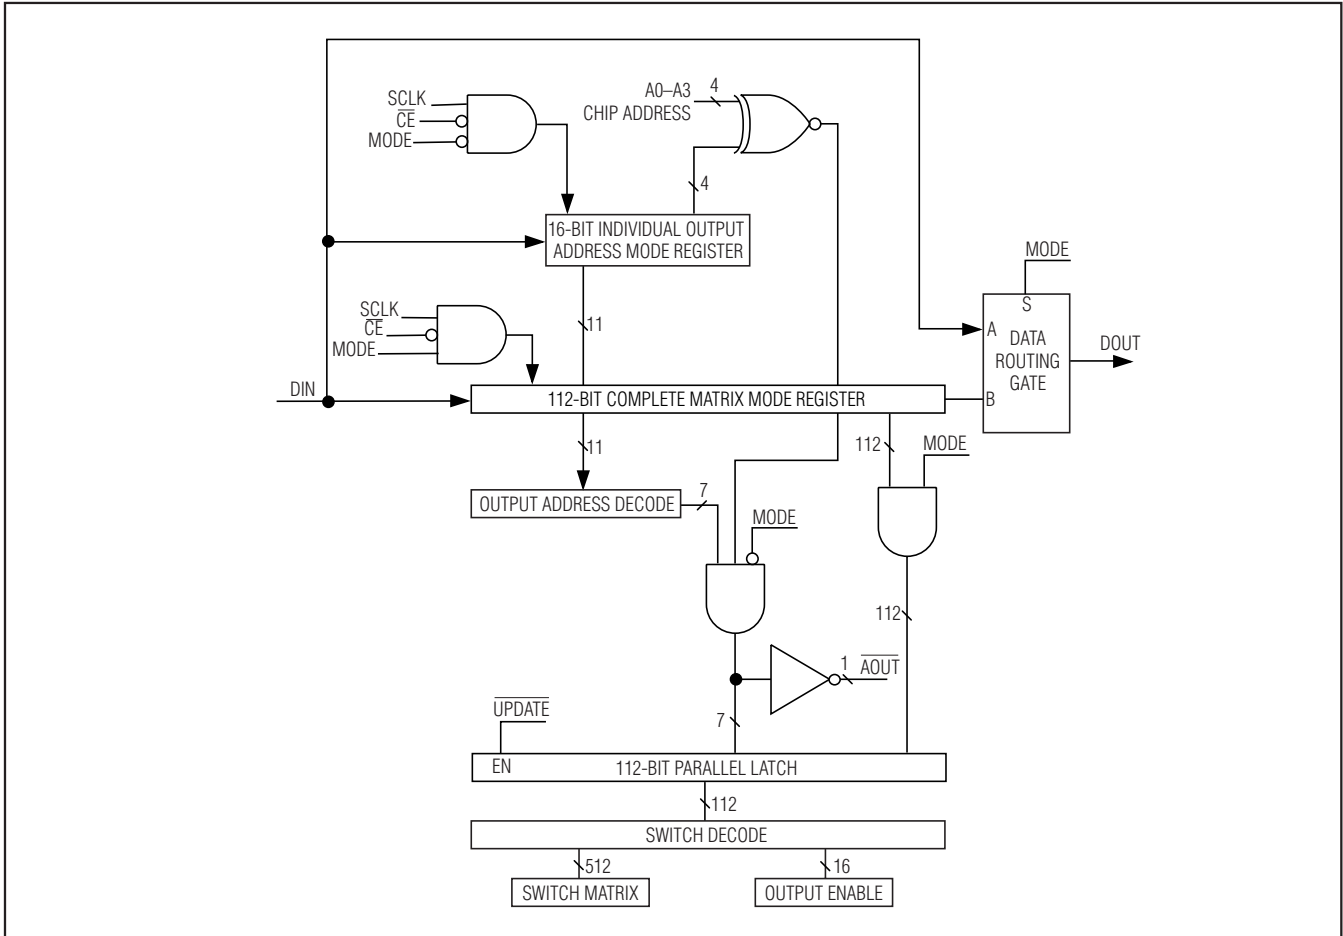 SCLK
CE
MODE
A0–A3
CHIP ADDRESS
4
4
16-BIT INDIVIDUAL OUTPUT
ADDRESS MODE REGISTER
MODE
S
A
DATA
ROUTING
GATE
B
DOUT
SCLK
CE
MODE
11
DIN
112-BIT COMPLETE MATRIX MODE REGISTER
11
112
MODE
OUTPUT ADDRESS DECODE
7
MODE
112
1
AOUT
UPDATE
7
EN
112-BIT PARALLEL LATCH
112
SWITCH DECODE
512
16
SWITCH MATRIX
OUTPUT ENABLE